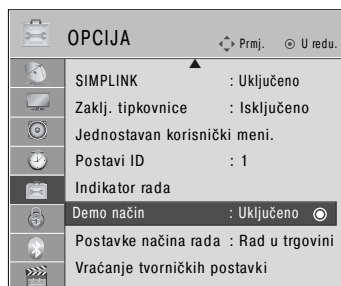 OPCIJA Prmj. U redu.
SIMPLINK : Uključeno
Zaklj. tipkovnice : Isključeno
Jednostavan korisnički meni.
Postavi ID : 1
Indikator rada
Demo način : Uključeno
Postavke načina rada : Rad u trgovini
Vraćanje tvorničkih postavki